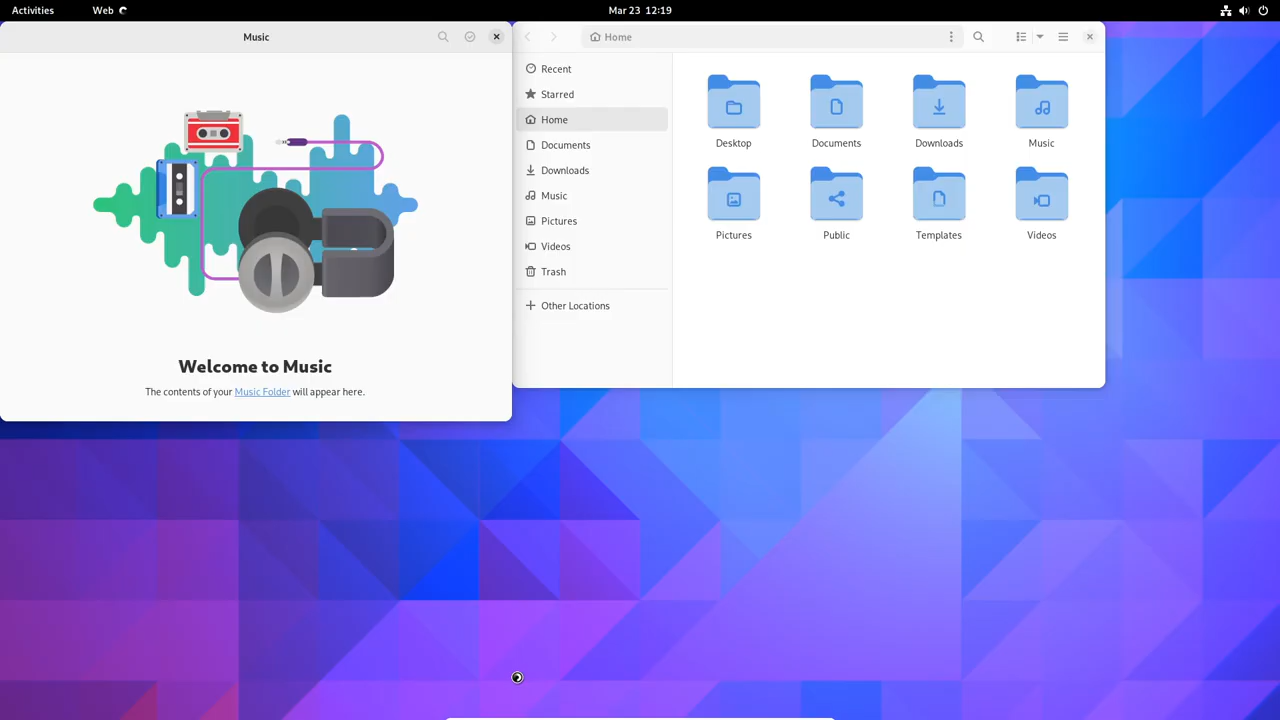 Activities
Web
Mar 23 12:19
Music
Home
Recent
Starred
Home
Documents
Downloads
Music
Pictures
Videos
Trash
Other Locations
Desktop
Documents
Downloads
Music
Pictures
Public
Templates
Videos
Welcome to Music
The contents of your Music Folder will appear here.